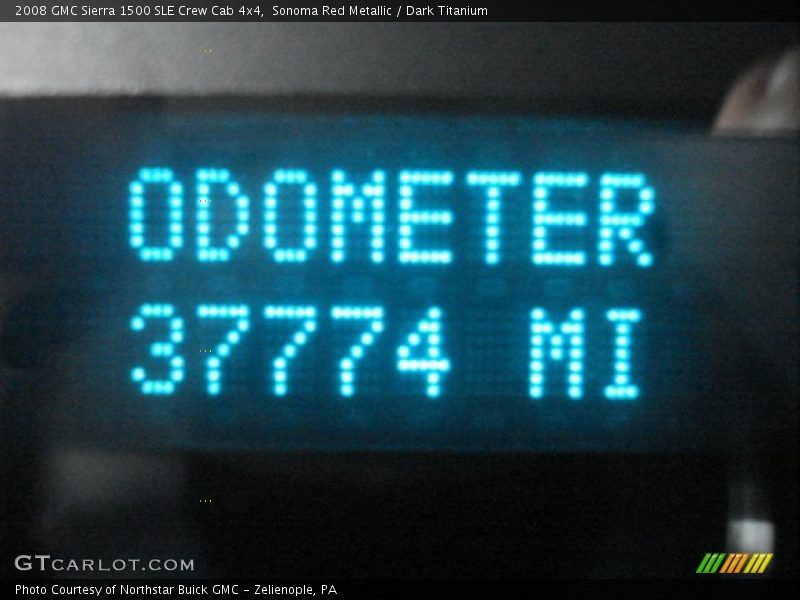 2008 GMC Sierra 1500 SLE Crew Cab 4x4,  Sonoma Red Metallic / Dark Titanium
ODOMETER
37774 MI
GTCARLOT.COM
Photo Courtesy of Northstar Buick GMC - Zelienople, PA